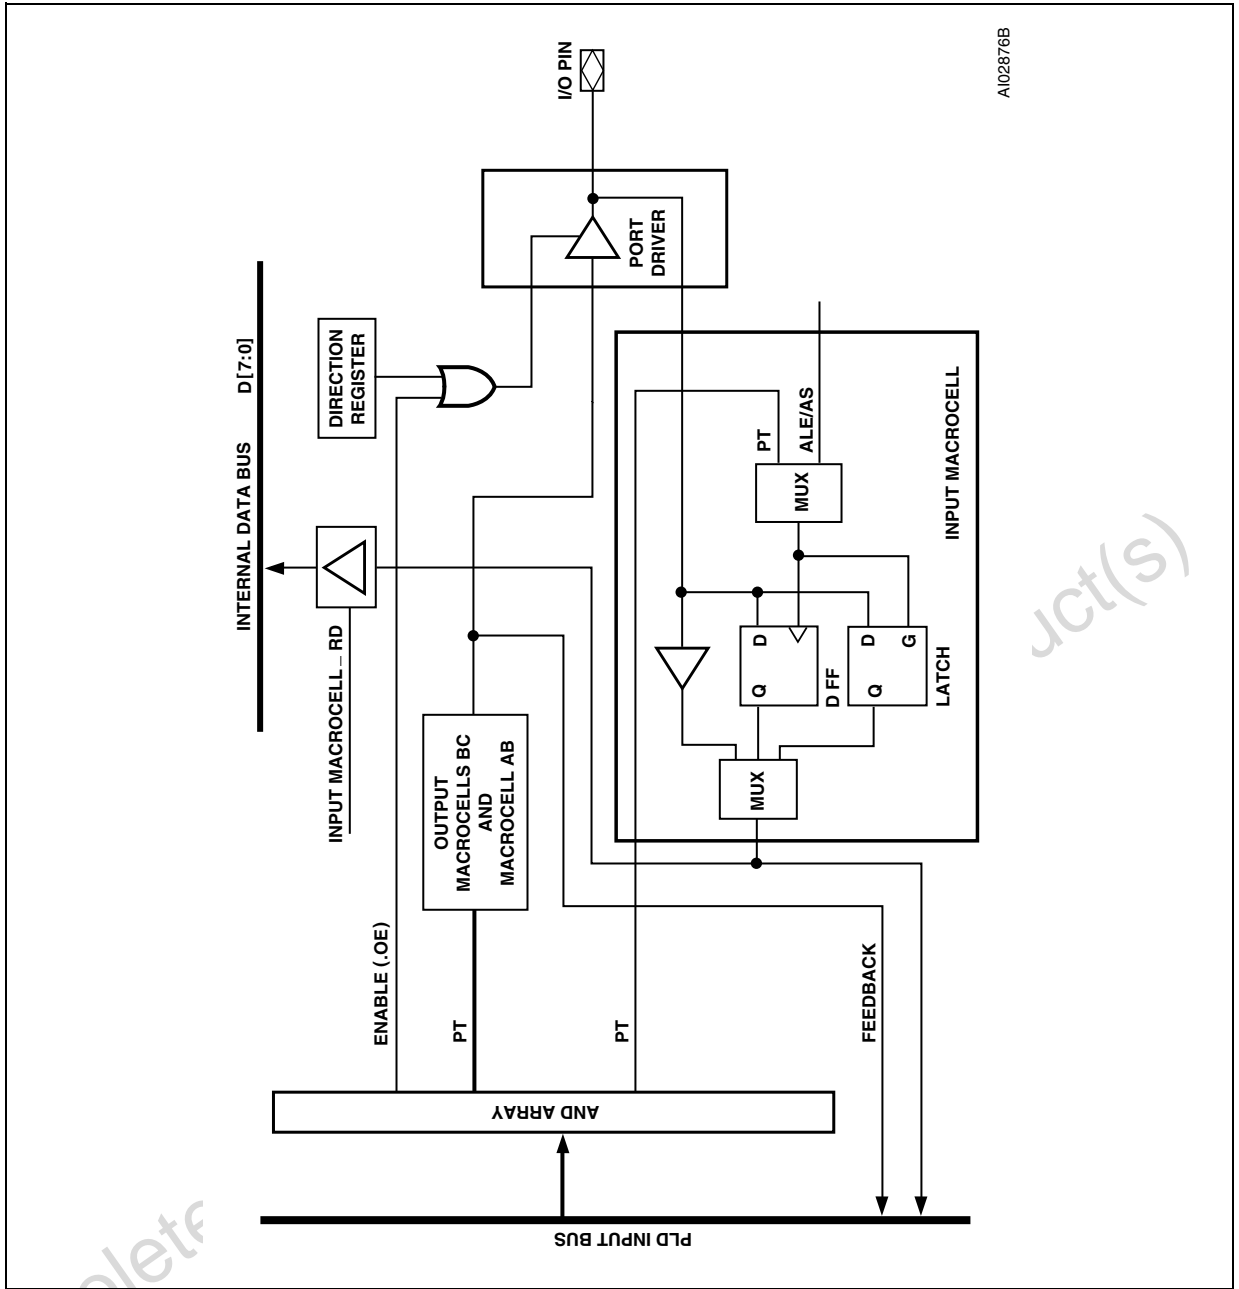 AI02876B
I/O PIN
INTERNAL DATA BUS D[7:0]
DIRECTION
REGISTER
PORT
DRIVER
INPUT MACROCELL_RD
ENABLE (.OE)
OUTPUT
MACROCELLS BC
AND
MACROCELL AB
PT
PT
PT
ALE/AS
MUX
INPUT MACROCELL
D
Q
D FF
D
G
Q
LATCH
MUX
FEEDBACK
AND ARRAY
PLD INPUT BUS
uct(s)
olete